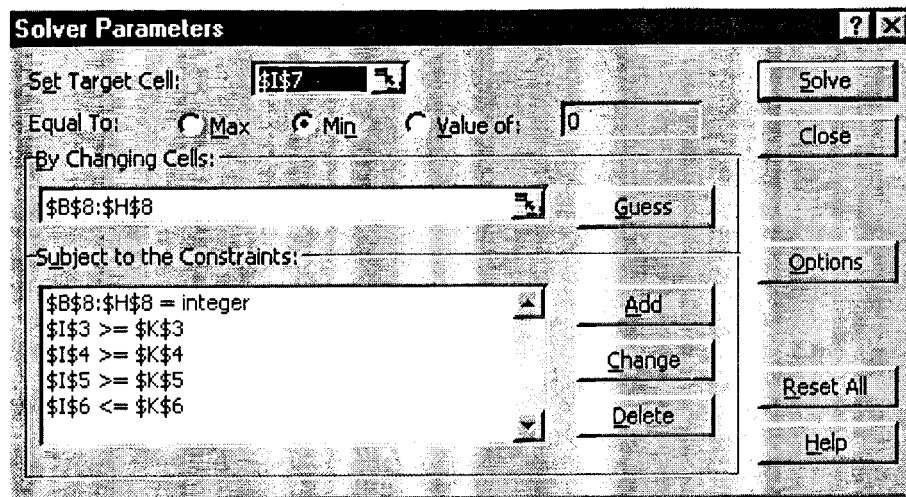 Solver Parameters ? X
Set Target Cell: $I$7 Solve
Equal To: Max Min Value of: 0 Close
By Changing Cells:
$B$8:$H$8 Guess
Subject to the Constraints: Options
$B$8:$H$8 = integer Add
$I$3 >= $K$3
$I$4 >= $K$4 Change
$I$5 >= $K$5 Reset All
$I$6 <= $K$6 Delete
Help